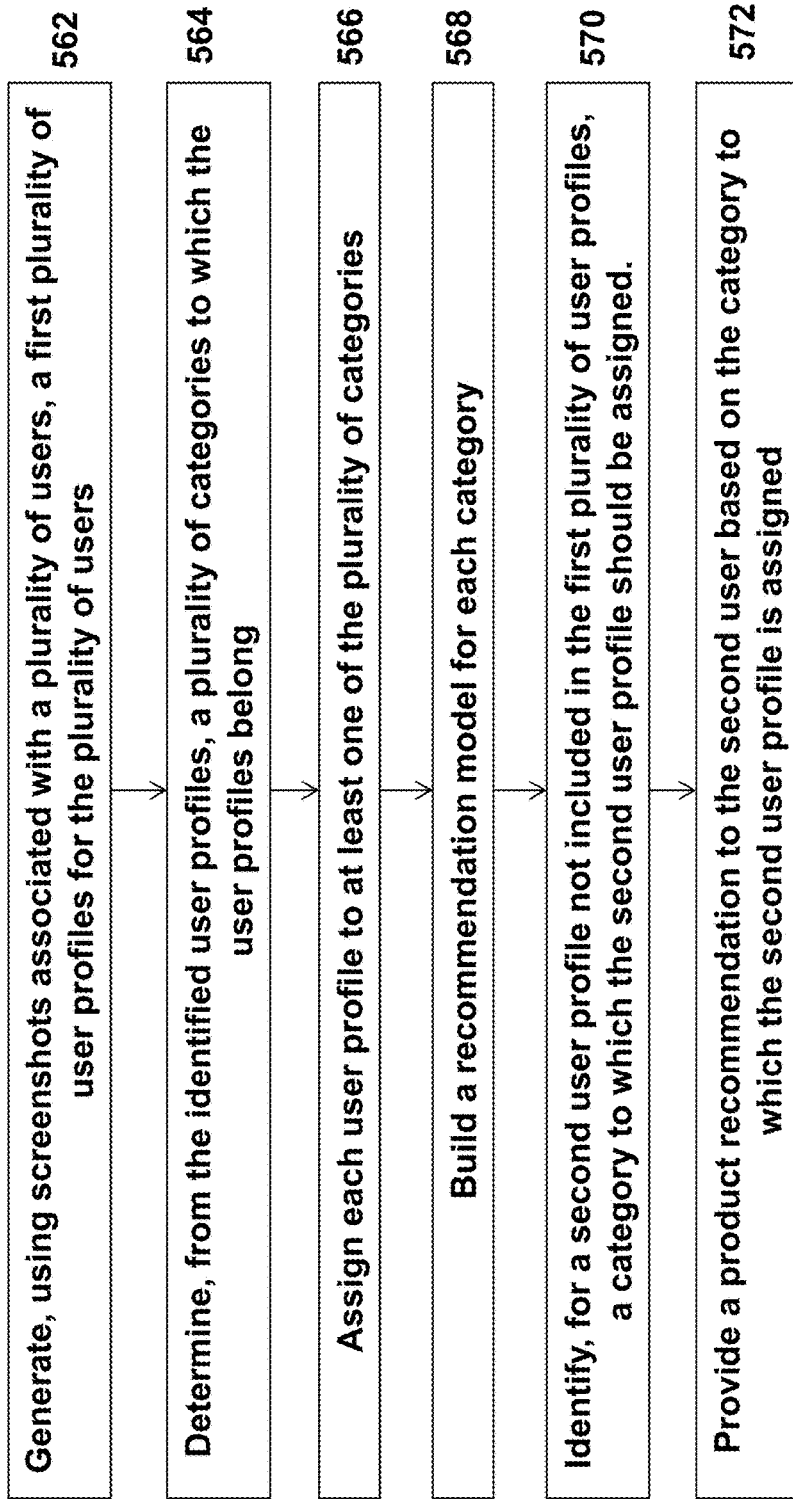 Generate, using screenshots associated with a plurality of users, a first plurality of
user profiles for the plurality of users
562
Determine, from the identified user profiles, a plurality of categories to which the
user profiles belong
564
Assign each user profile to at least one of the plurality of categories
566
Build a recommendation model for each category
568
Identify, for a second user profile not included in the first plurality of user profiles,
a category to which the second user profile should be assigned.
570
Provide a product recommendation to the second user based on the category to
which the second user profile is assigned
572